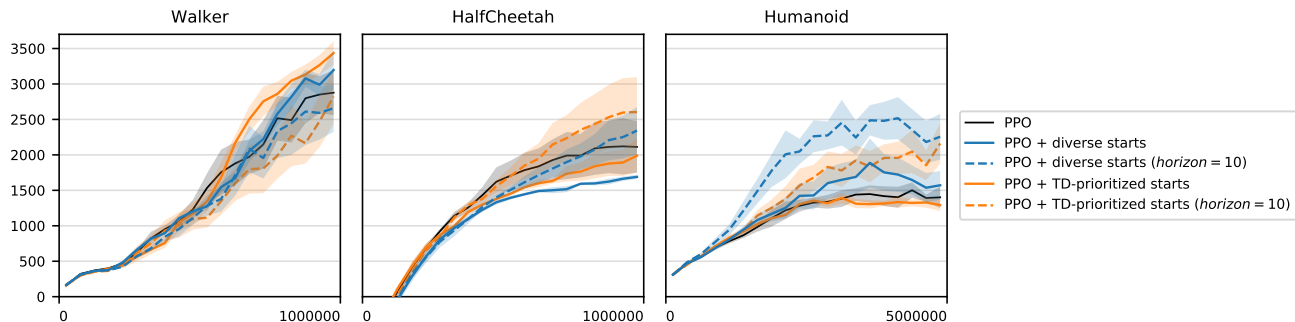 Walker
HalfCheetah
Humanoid
3500
3000
2500
2000
1500
1000
500
0
0 1000000
0 1000000
0 5000000
PPO
PPO + diverse starts
PPO + diverse starts (horizon = 10)
PPO + TD-prioritized starts
PPO + TD-prioritized starts (horizon = 10)